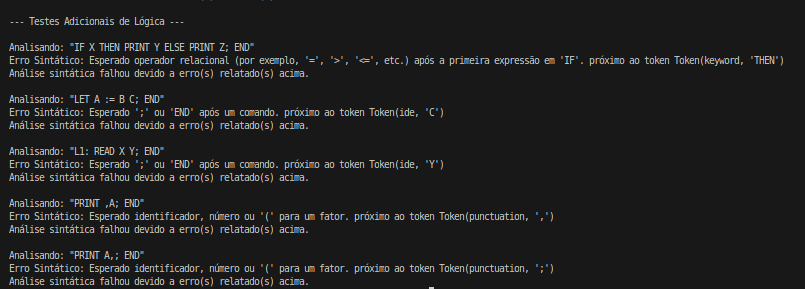 --- Testes Adicionais de Lógica ---
Analisando: "IF X THEN PRINT Y ELSE PRINT Z; END"
Erro Sintático: Esperado operador relacional (por exemplo, '=', '>', '<=', etc.) após a primeira expressão em 'IF'. próximo ao token Token(keyword, 'THEN')
Análise sintática falhou devido a erro(s) relatado(s) acima.
Analisando: "LET A := B C; END"
Erro Sintático: Esperado ';' ou 'END' após um comando. próximo ao token Token(ide, 'C')
Análise sintática falhou devido a erro(s) relatado(s) acima.
Analisando: "L1: READ X Y; END"
Erro Sintático: Esperado ';' ou 'END' após um comando. próximo ao token Token(ide, 'Y')
Análise sintática falhou devido a erro(s) relatado(s) acima.
Analisando: "PRINT ,A; END"
Erro Sintático: Esperado identificador, número ou '(' para um fator. próximo ao token Token(punctuation, ',')
Análise sintática falhou devido a erro(s) relatado(s) acima.
Analisando: "PRINT A,; END"
Erro Sintático: Esperado identificador, número ou '(' para um fator. próximo ao token Token(punctuation, ';')
Análise sintática falhou devido a erro(s) relatado(s) acima.